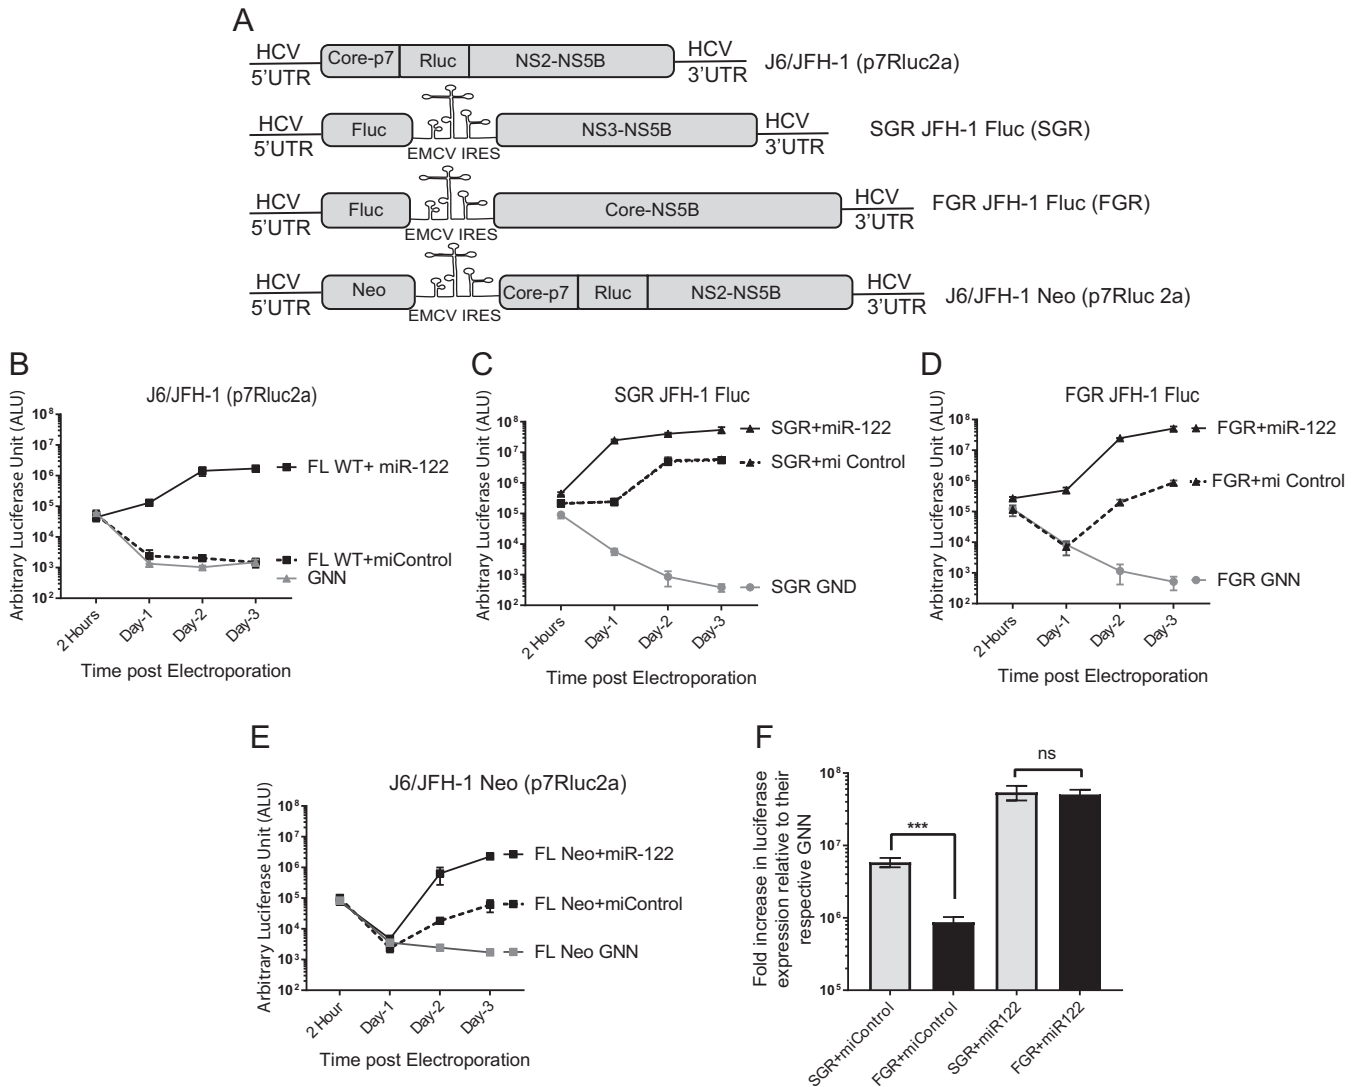 A
HCV
5'UTR
Core-p7
Rluc
NS2-NS5B
HCV
3'UTR
J6/JFH-1 (p7Rluc2a)
HCV
5'UTR
Fluc
EMCV IRES
NS3-NS5B
HCV
3'UTR
SGR JFH-1 Fluc (SGR)
HCV
5'UTR
Fluc
EMCV IRES
Core-NS5B
HCV
3'UTR
FGR JFH-1 Fluc (FGR)
HCV
5'UTR
Neo
EMCV IRES
Core-p7
Rluc
NS2-NS5B
HCV
3'UTR
J6/JFH-1 Neo (p7Rluc 2a)
B
J6/JFH-1 (p7Rluc2a)
Arbitrary Luciferase Unit (ALU)
10⁸
10⁷
10⁶
10⁵
10⁴
10³
10²
FL WT+ miR-122
FL WT+miControl
GNN
2 Hours
Day-1
Day-2
Day-3
Time post Electroporation
C
SGR JFH-1 Fluc
Arbitrary Luciferase Unit (ALU)
10⁸
10⁷
10⁶
10⁵
10⁴
10³
10²
SGR+miR-122
SGR+mi Control
SGR GND
2 Hours
Day-1
Day-2
Day-3
Time post Electroporation
D
FGR JFH-1 Fluc
Arbitrary Luciferase Unit (ALU)
10⁸
10⁷
10⁶
10⁵
10⁴
10³
10²
FGR+miR-122
FGR+mi Control
FGR GNN
2 Hours
Day-1
Day-2
Day-3
Time post Electroporation
E
J6/JFH-1 Neo (p7Rluc2a)
Arbitrary Luciferase Unit (ALU)
10⁸
10⁷
10⁶
10⁵
10⁴
10³
10²
FL Neo+miR-122
FL Neo+miControl
FL Neo GNN
2 Hour
Day-1
Day-2
Day-3
Time post Electroporation
F
Fold increase in luciferase
expression relative to their
respective GNN
10⁸
10⁷
10⁶
10⁵
***
ns
SGR+miControl
FGR+miControl
SGR+miR122
FGR+miR122